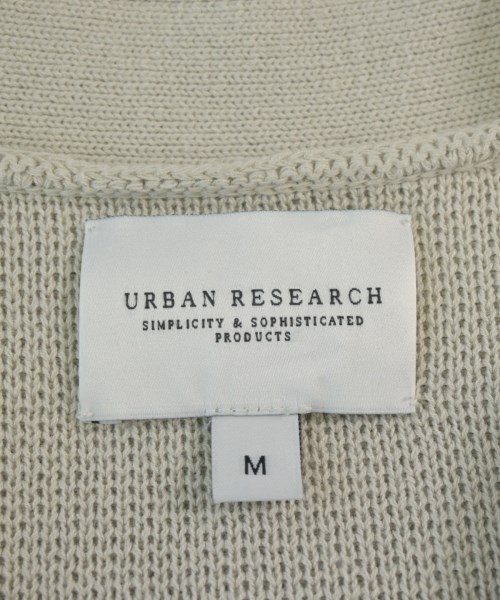 URBAN RESEARCH
SIMPLICITY & SOPHISTICATED
PRODUCTS
M